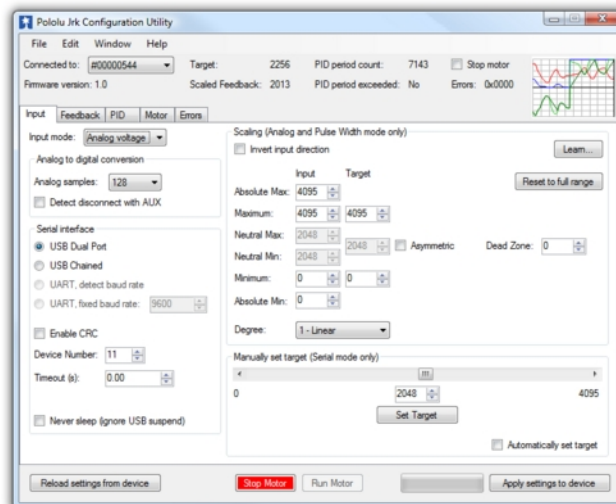 Pololu Jrk Configuration Utility
File Edit Window Help
Connected to: #00000544 Target: 2256 PID period count: 7143 Stop motor
Firmware version: 1.0 Scaled Feedback: 2013 PID period exceeded: No Errors: 0x0000
Input Feedback PID Motor Errors
Input mode: Analog voltage
Analog to digital conversion
Analog samples: 128
Detect disconnect with AUX
Serial interface
USB Dual Port
USB Chained
UART, detect baud rate
UART, fixed baud rate: 9600
Enable CRC
Device Number: 11
Timeout (s): 0.00
Never sleep (ignore USB suspend)
Scaling (Analog and Pulse Width mode only)
Invert input direction Learn...
Input Target Reset to full range
Absolute Max: 4095
Maximum: 4095 4095
Neutral Max: 2048
2048 Asymmetric Dead Zone: 0
Neutral Min: 2048
Minimum: 0 0
Absolute Min: 0
Degree: 1 - Linear
Manually set target (Serial mode only)
0 2048 4095
Set Target
Automatically set target
Reload settings from device Stop Motor Run Motor Apply settings to device